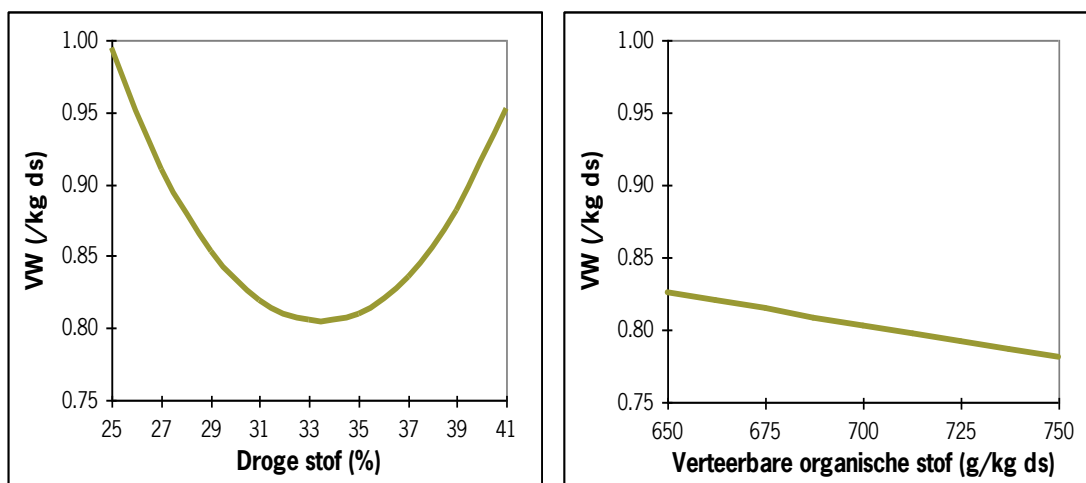 1.00
0.95
0.90
0.85
0.80
0.75
VW (/kg ds)
25 27 29 31 33 35 37 39 41
Droge stof (%)
1.00
0.95
0.90
0.85
0.80
0.75
VW (/kg ds)
650 675 700 725 750
Verteerbare organische stof (g/kg ds)